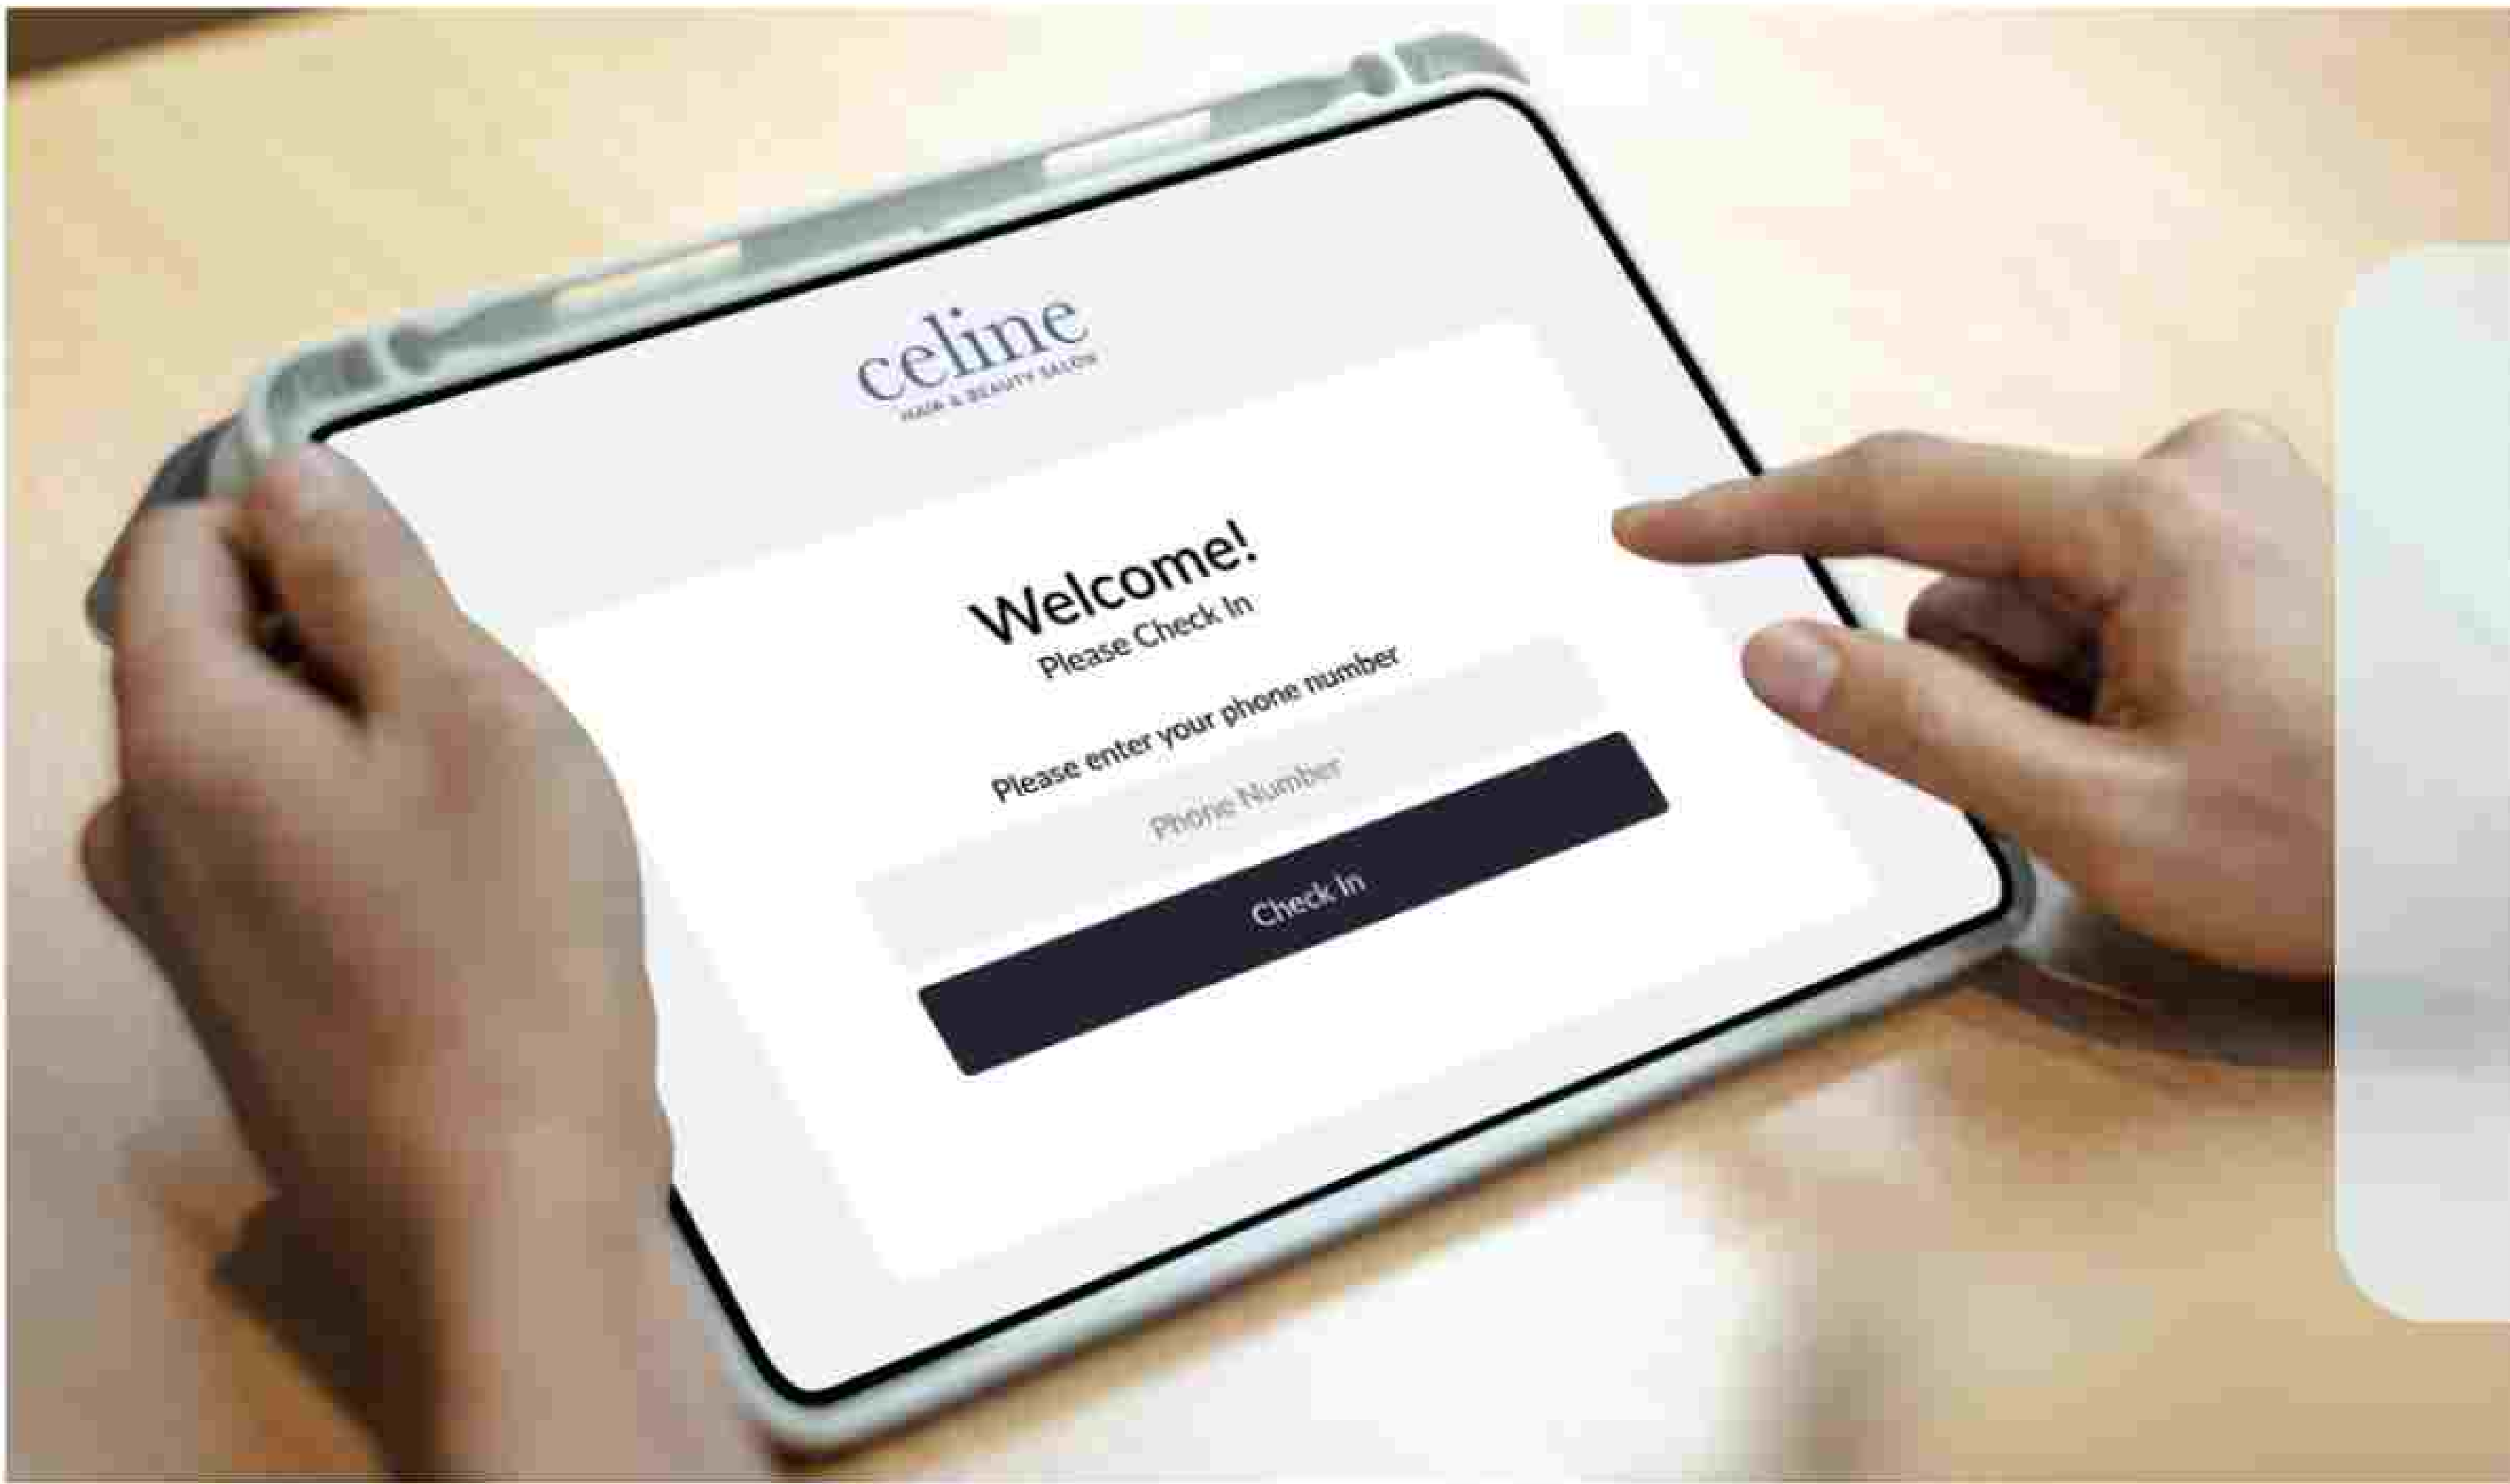 celine
HAIR & BEAUTY SALON
Welcome!
Please Check In
Please enter your phone number
Phone Number
Check In